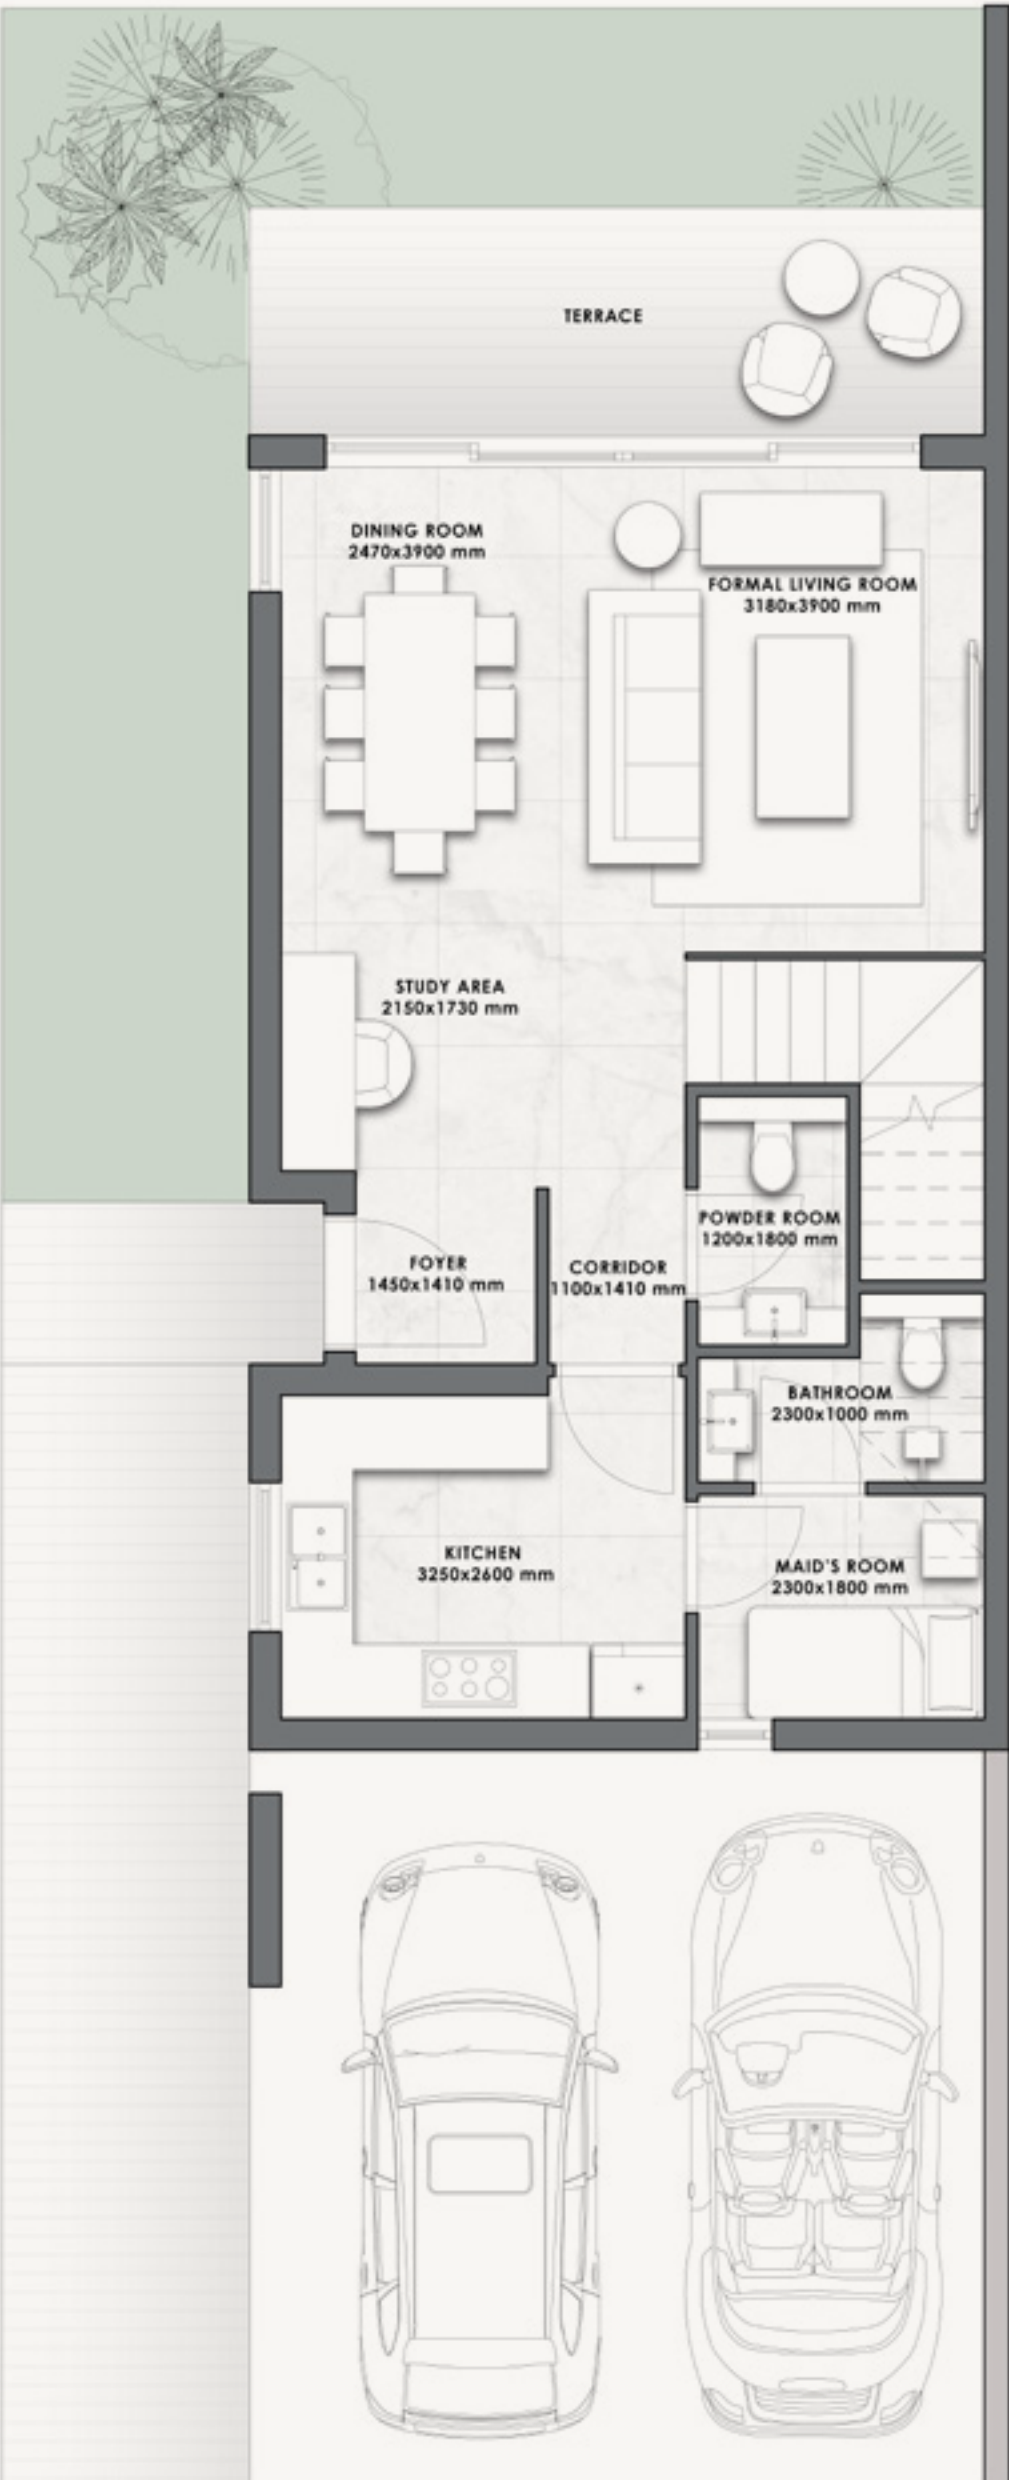 TERRACE
DINING ROOM
2470x3900 mm
FORMAL LIVING ROOM
3180x3900 mm
STUDY AREA
2150x1730 mm
POWDER ROOM
1200x1800 mm
FOYER
1450x1410 mm
CORRIDOR
1100x1410 mm
BATHROOM
2300x1000 mm
KITCHEN
3250x2600 mm
MAID'S ROOM
2300x1800 mm